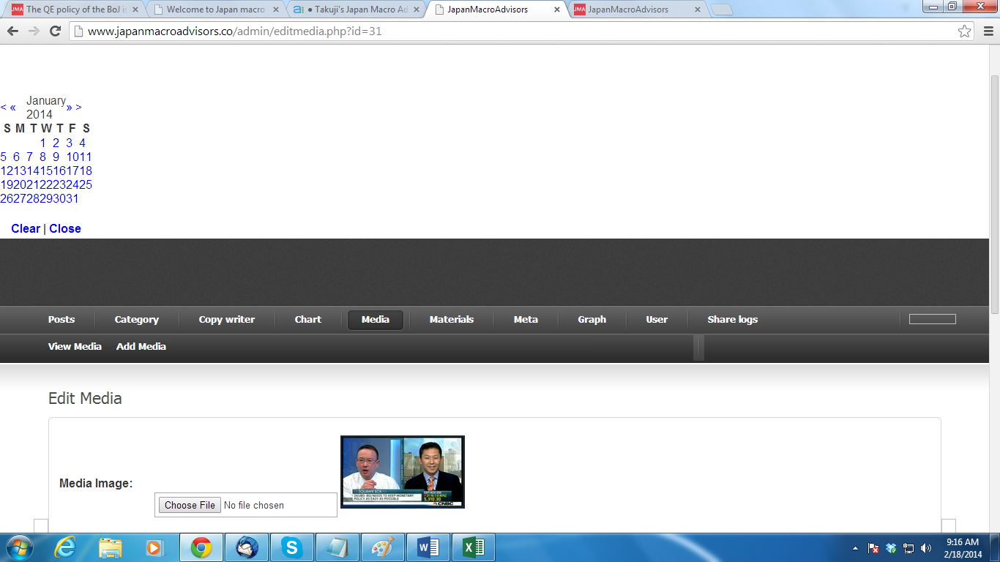 The QE policy of the BoJ is
Welcome to Japan macro
• Takuji's Japan Macro Ad
JapanMacroAdvisors
JapanMacroAdvisors
www.japanmacroadvisors.co/admin/editmedia.php?id=31
< « January 2014 » >
S M T W T F S
1 2 3 4
5 6 7 8 9 10 11
12 13 14 15 16 17 18
19 20 21 22 23 24 25
26 27 28 29 30 31
Clear | Close
Posts Category Copy writer Chart Media Materials Meta Graph User Share logs
View Media Add Media
Edit Media
Media Image:
Choose File No file chosen
SQUAWK BOX
OKUBO: BOJ NEEDS TO KEEP MONETARY
POLICY AS EASY AS POSSIBLE
5,310.30
CNBC
9:16 AM
2/18/2014